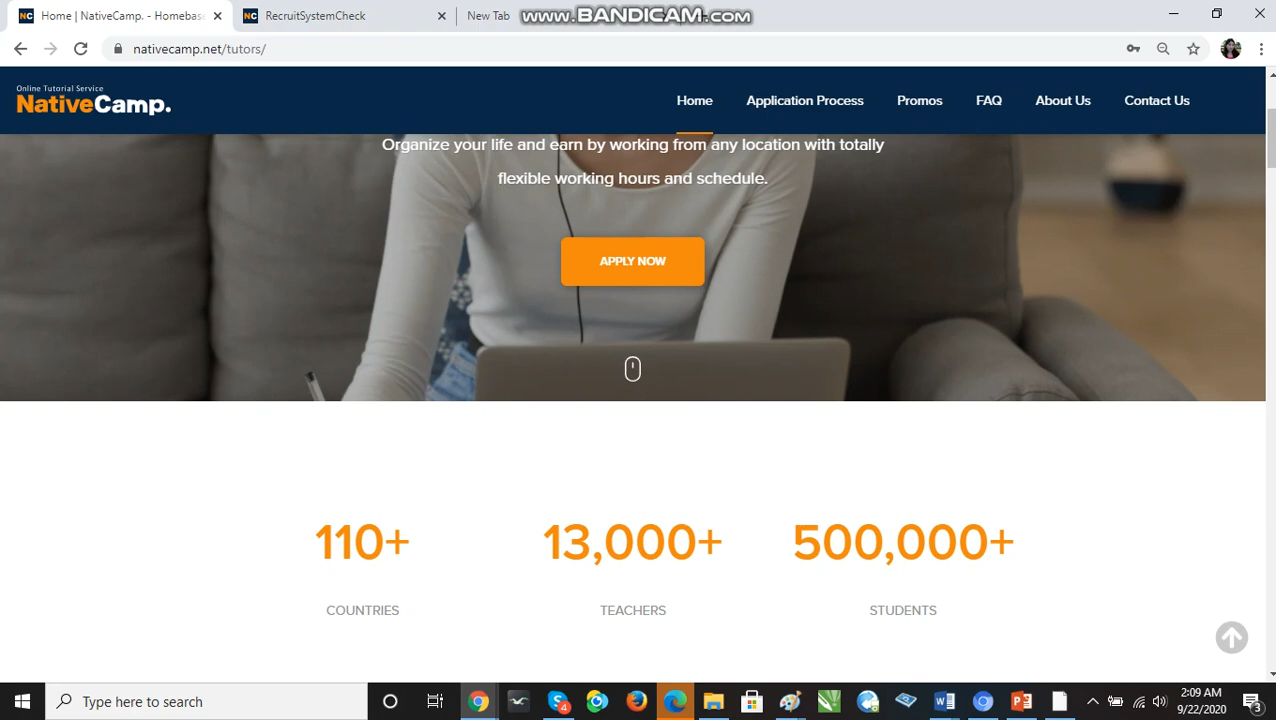 Home | NativeCamp. - Homebase
RecruitSystemCheck
New Tab
www.BANDICAM.com
nativecamp.net/tutors/
Online Tutorial Service
NativeCamp.
Home
Application Process
Promos
FAQ
About Us
Contact Us
Organize your life and earn by working from any location with totally
flexible working hours and schedule.
APPLY NOW
110+
13,000+
500,000+
COUNTRIES
TEACHERS
STUDENTS
Type here to search
4
2:09 AM
9/22/2020
3